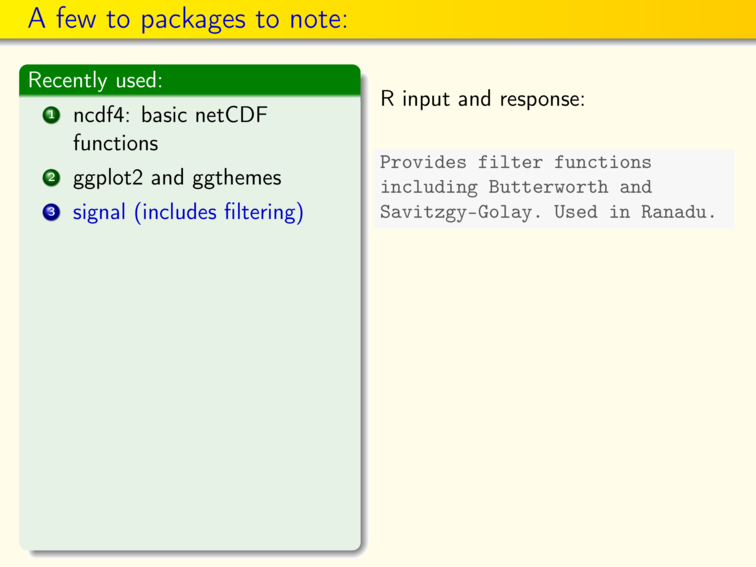 A few to packages to note:
Recently used:
1 ncdf4: basic netCDF
functions
2 ggplot2 and ggthemes
3 signal (includes filtering)
R input and response:
Provides filter functions
including Butterworth and
Savitzgy-Golay. Used in Ranadu.